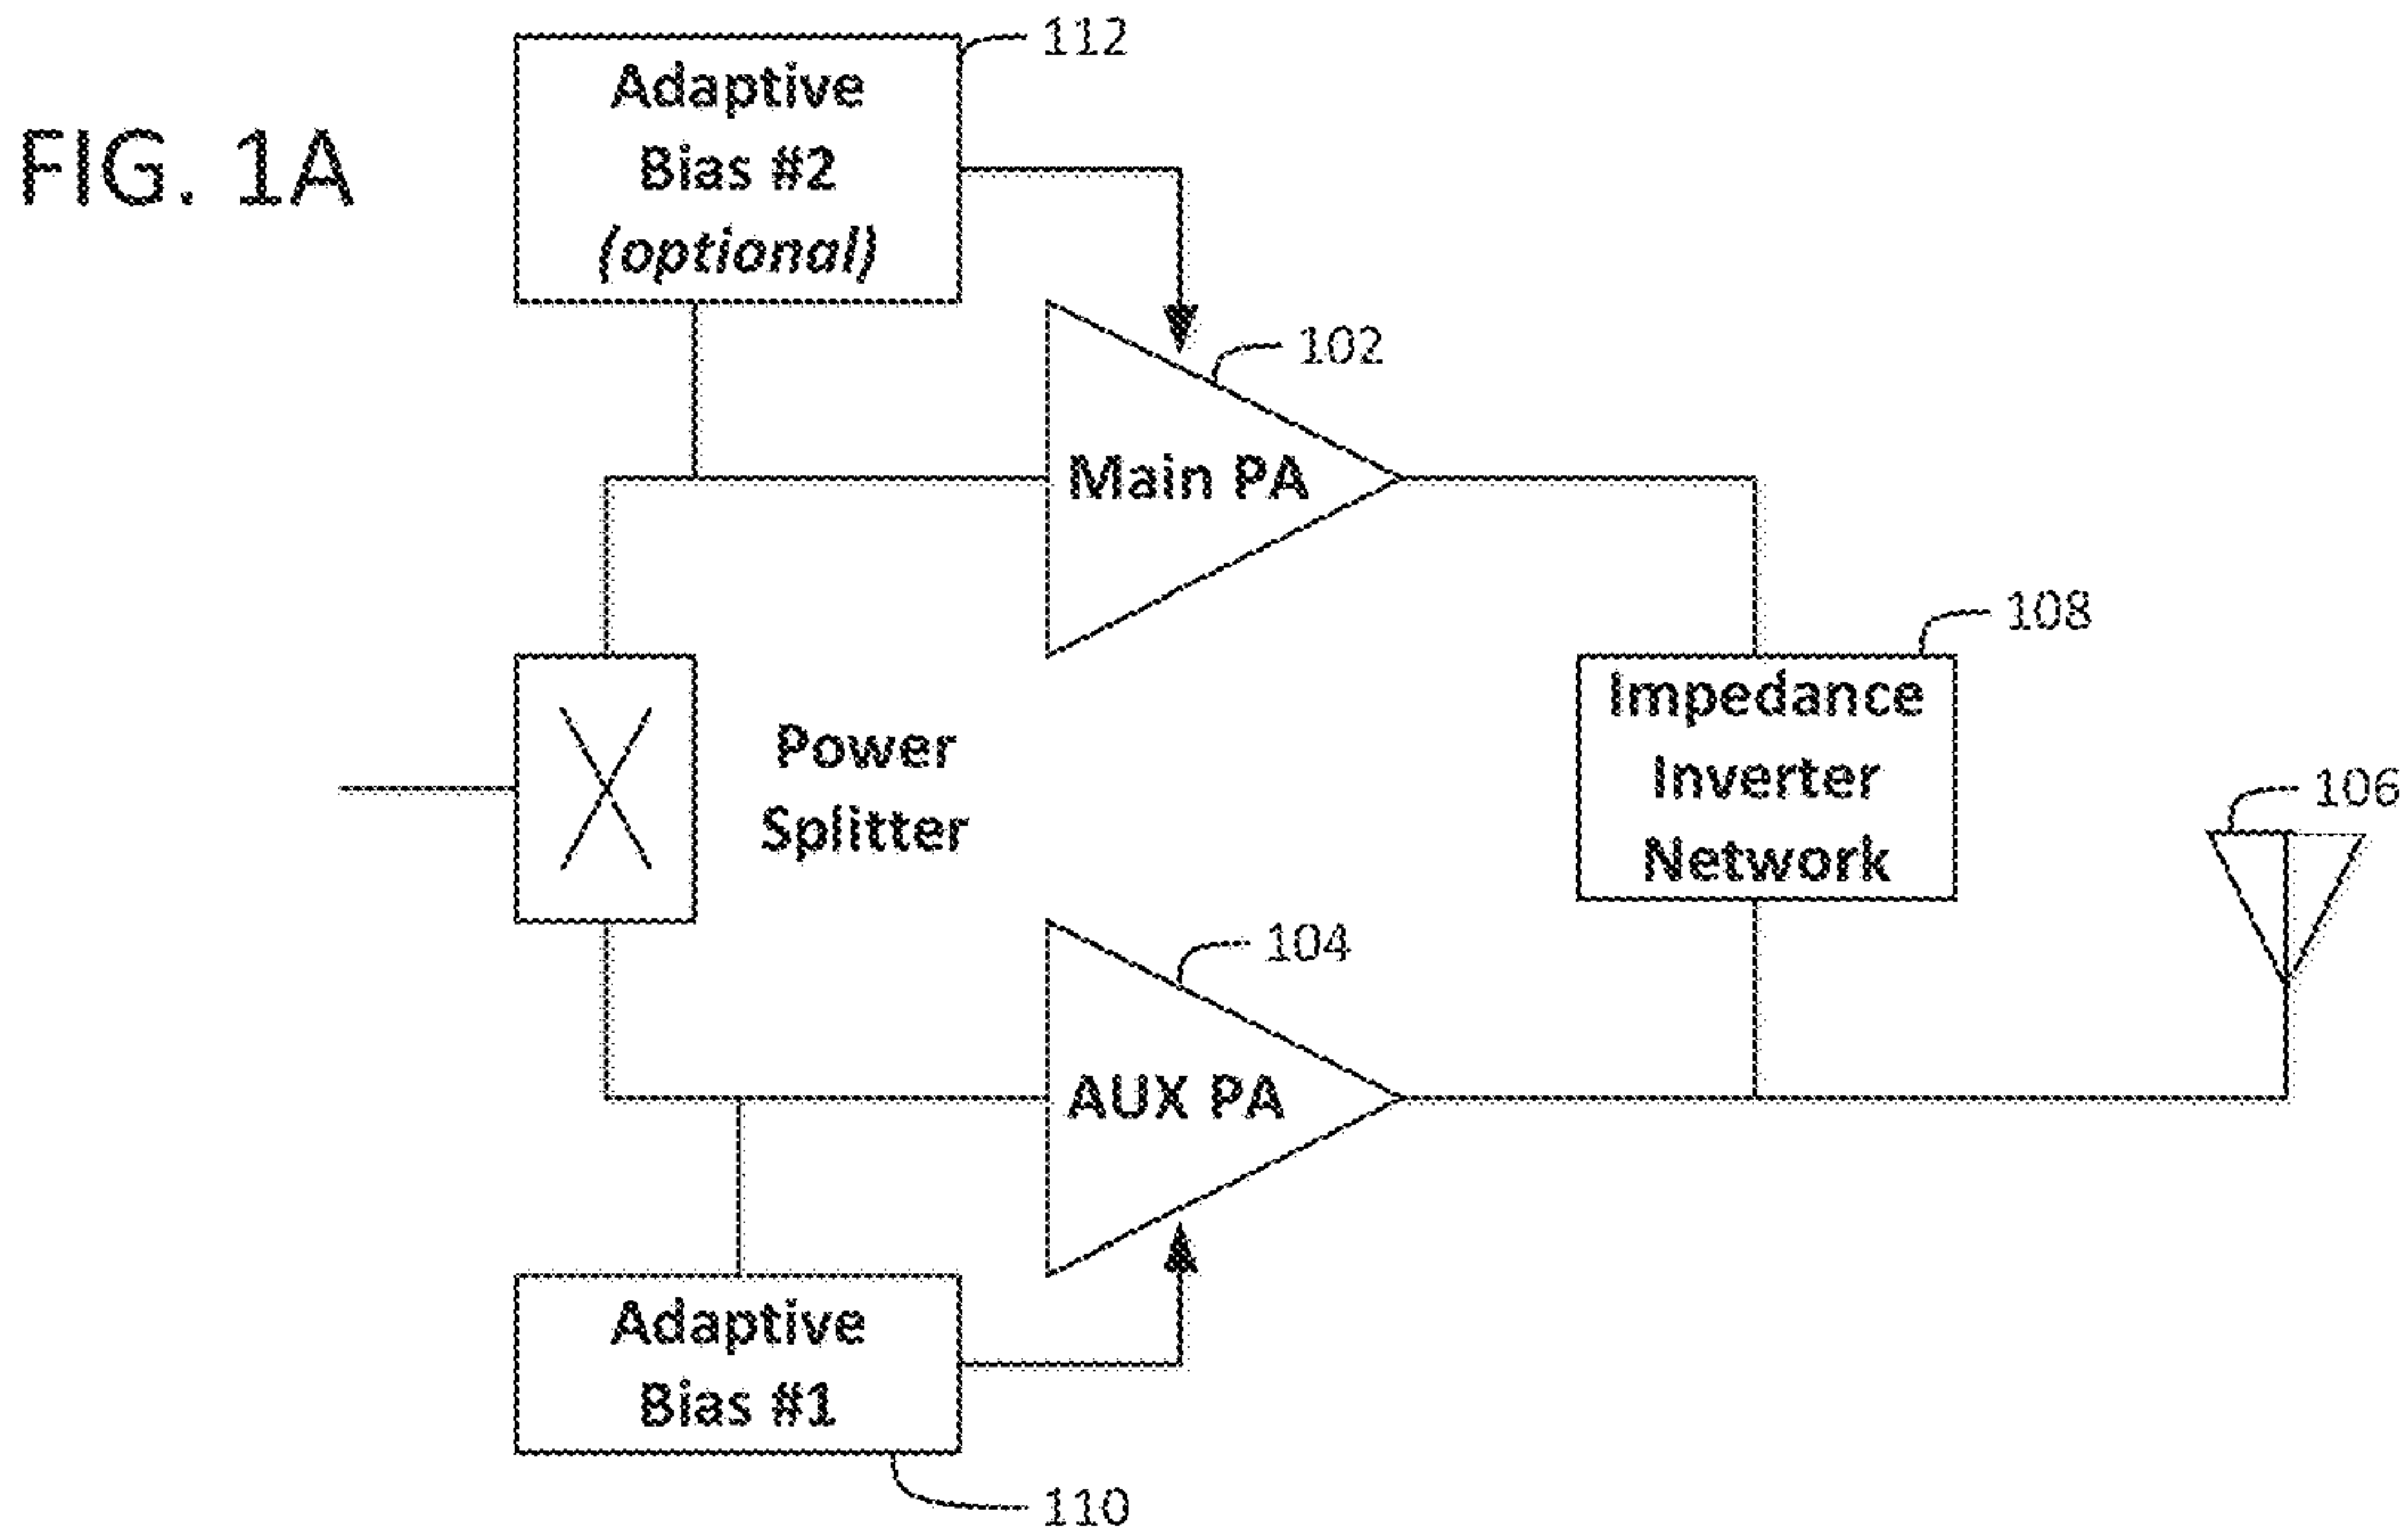 FIG. 1A
112
Adaptive
Bias #2
(optional)
102
Main PA
108
Impedance
Inverter
Network
Power
Splitter
106
104
AUX PA
Adaptive
Bias #1
110